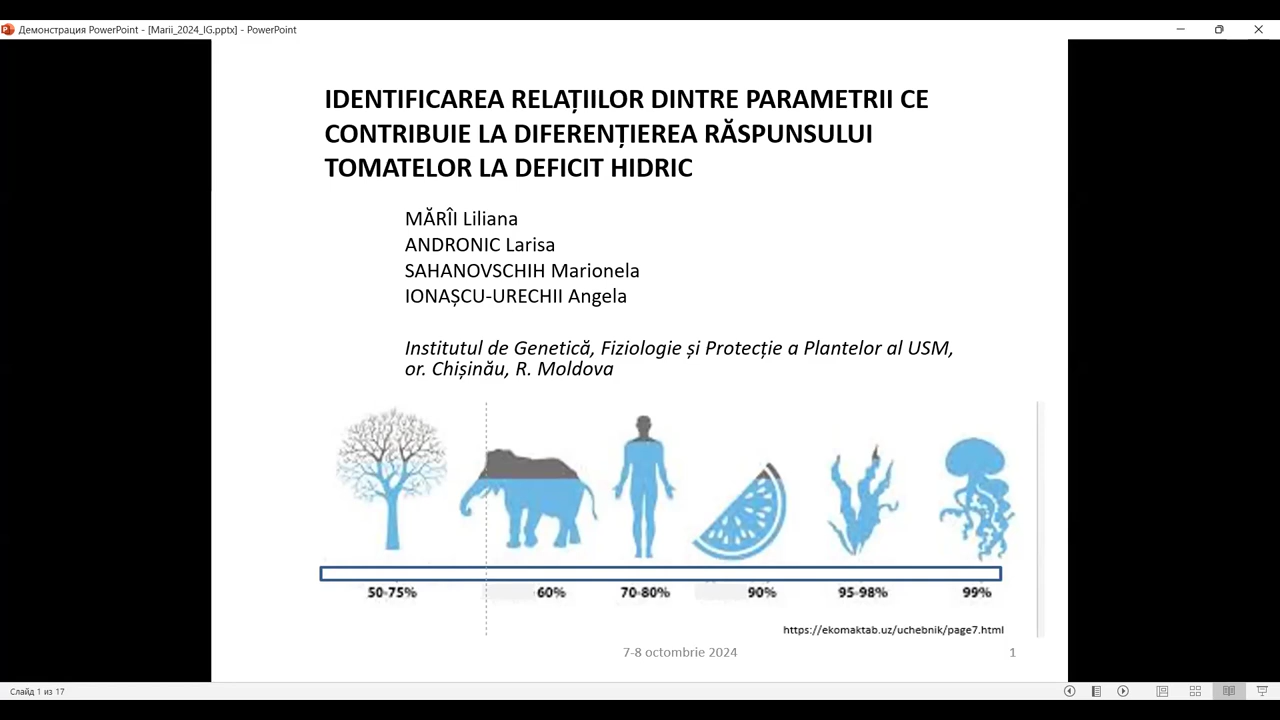 Демонстрация PowerPoint - [Marii_2024_IG.pptx] - PowerPoint
IDENTIFICAREA RELAȚIILOR DINTRE PARAMETRII CE
CONTRIBUIE LA DIFERENȚIEREA RĂSPUNSULUI
TOMATELOR LA DEFICIT HIDRIC
MĂRÎI Liliana
ANDRONIC Larisa
SAHANOVSCHIH Marionela
IONAȘCU-URECHII Angela
Institutul de Genetică, Fiziologie și Protecție a Plantelor al USM,
or. Chișinău, R. Moldova
50-75% 60% 70-80% 90% 95-98% 99%
https://ekomaktab.uz/uchebnik/page7.html
7-8 octombrie 2024 1
Слайд 1 из 17